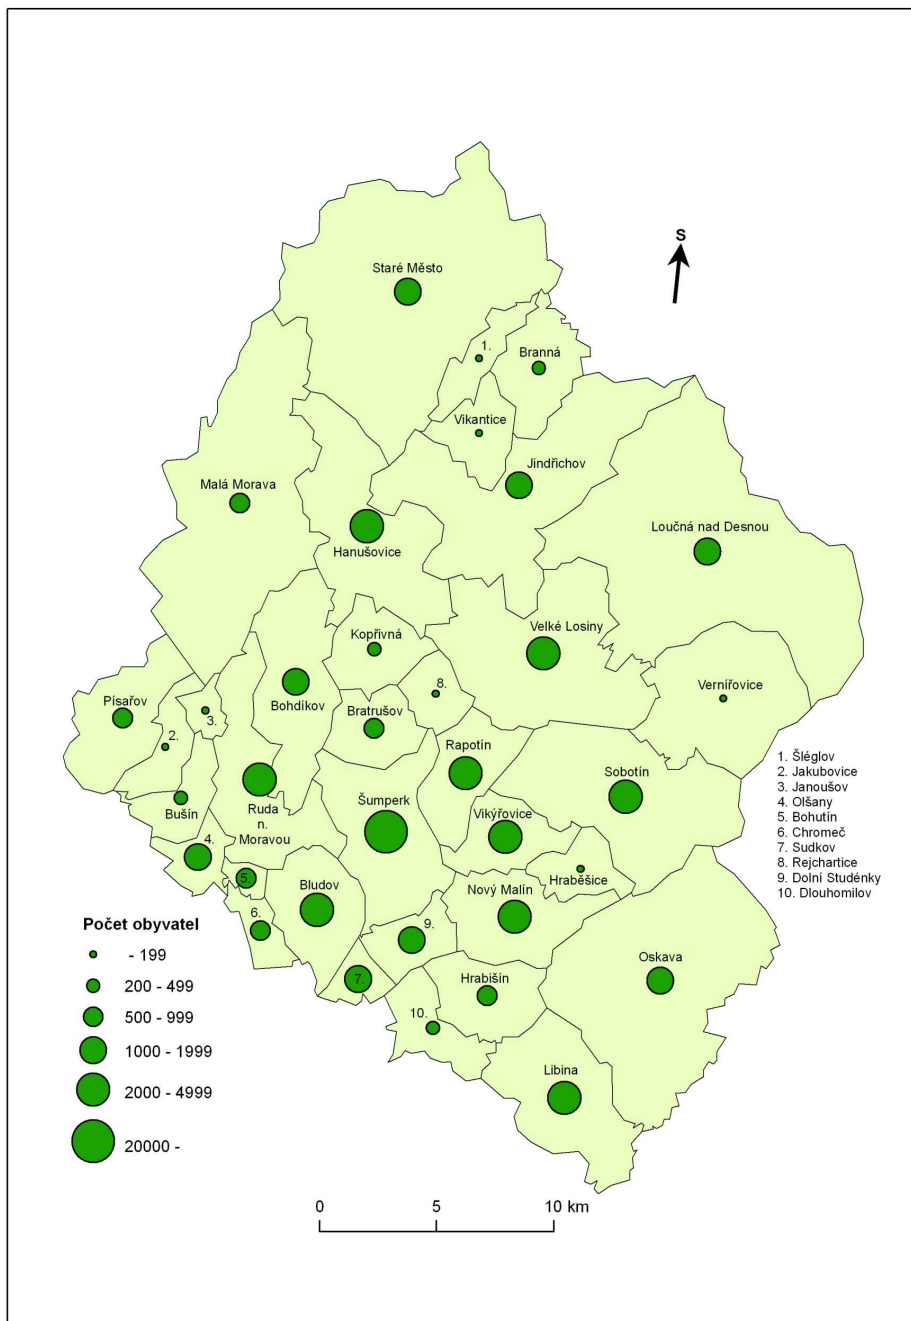 S
Staré Město
1.
Branná
Vikantice
Jindřichov
Malá Morava
Hanušovice
Loučná nad Desnou
Kopřivná
Velké Losiny
8.
Vernířovice
Písařov
3.
Bohdíkov
Bratrušov
2.
Rapotín
Sobotín
Bušín
Ruda
n.
Moravou
Šumperk
Vikýřovice
4.
Hraběšice
5.
Bludov
Nový Malín
6.
9.
Oskava
7.
Hrabišín
10.
Libina
1. Šléglov
2. Jakubovice
3. Janoušov
4. Olšany
5. Bohutín
6. Chromeč
7. Sudkov
8. Rejchartice
9. Dolní Studénky
10. Dlouhomilov
Počet obyvatel
- 199
200 - 499
500 - 999
1000 - 1999
2000 - 4999
20000 -
0 5 10 km